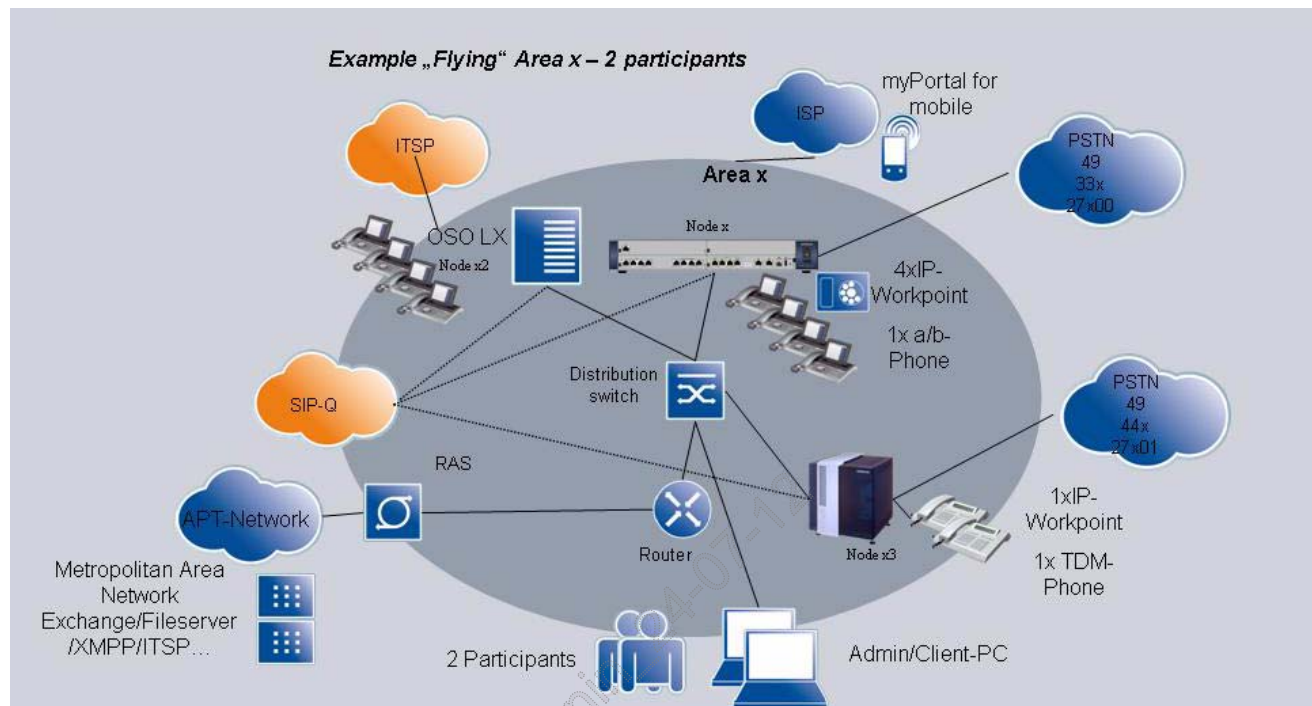 Example „Flying“ Area x – 2 participants
ISP
myPortal for
mobile
ITSP
PSTN
49
33x
27x00
Area x
OSO LX
Node x2
Node x
4xIP-
Workpoint
1x a/b-
Phone
Distribution
switch
SIP-Q
PSTN
49
44x
27x01
RAS
APT-Network
Router
Node x3
1xIP-
Workpoint
1x TDM-
Phone
Metropolitan Area
Network
Exchange/Fileserver
/XMPP/ITSP…
2 Participants
Admin/Client-PC